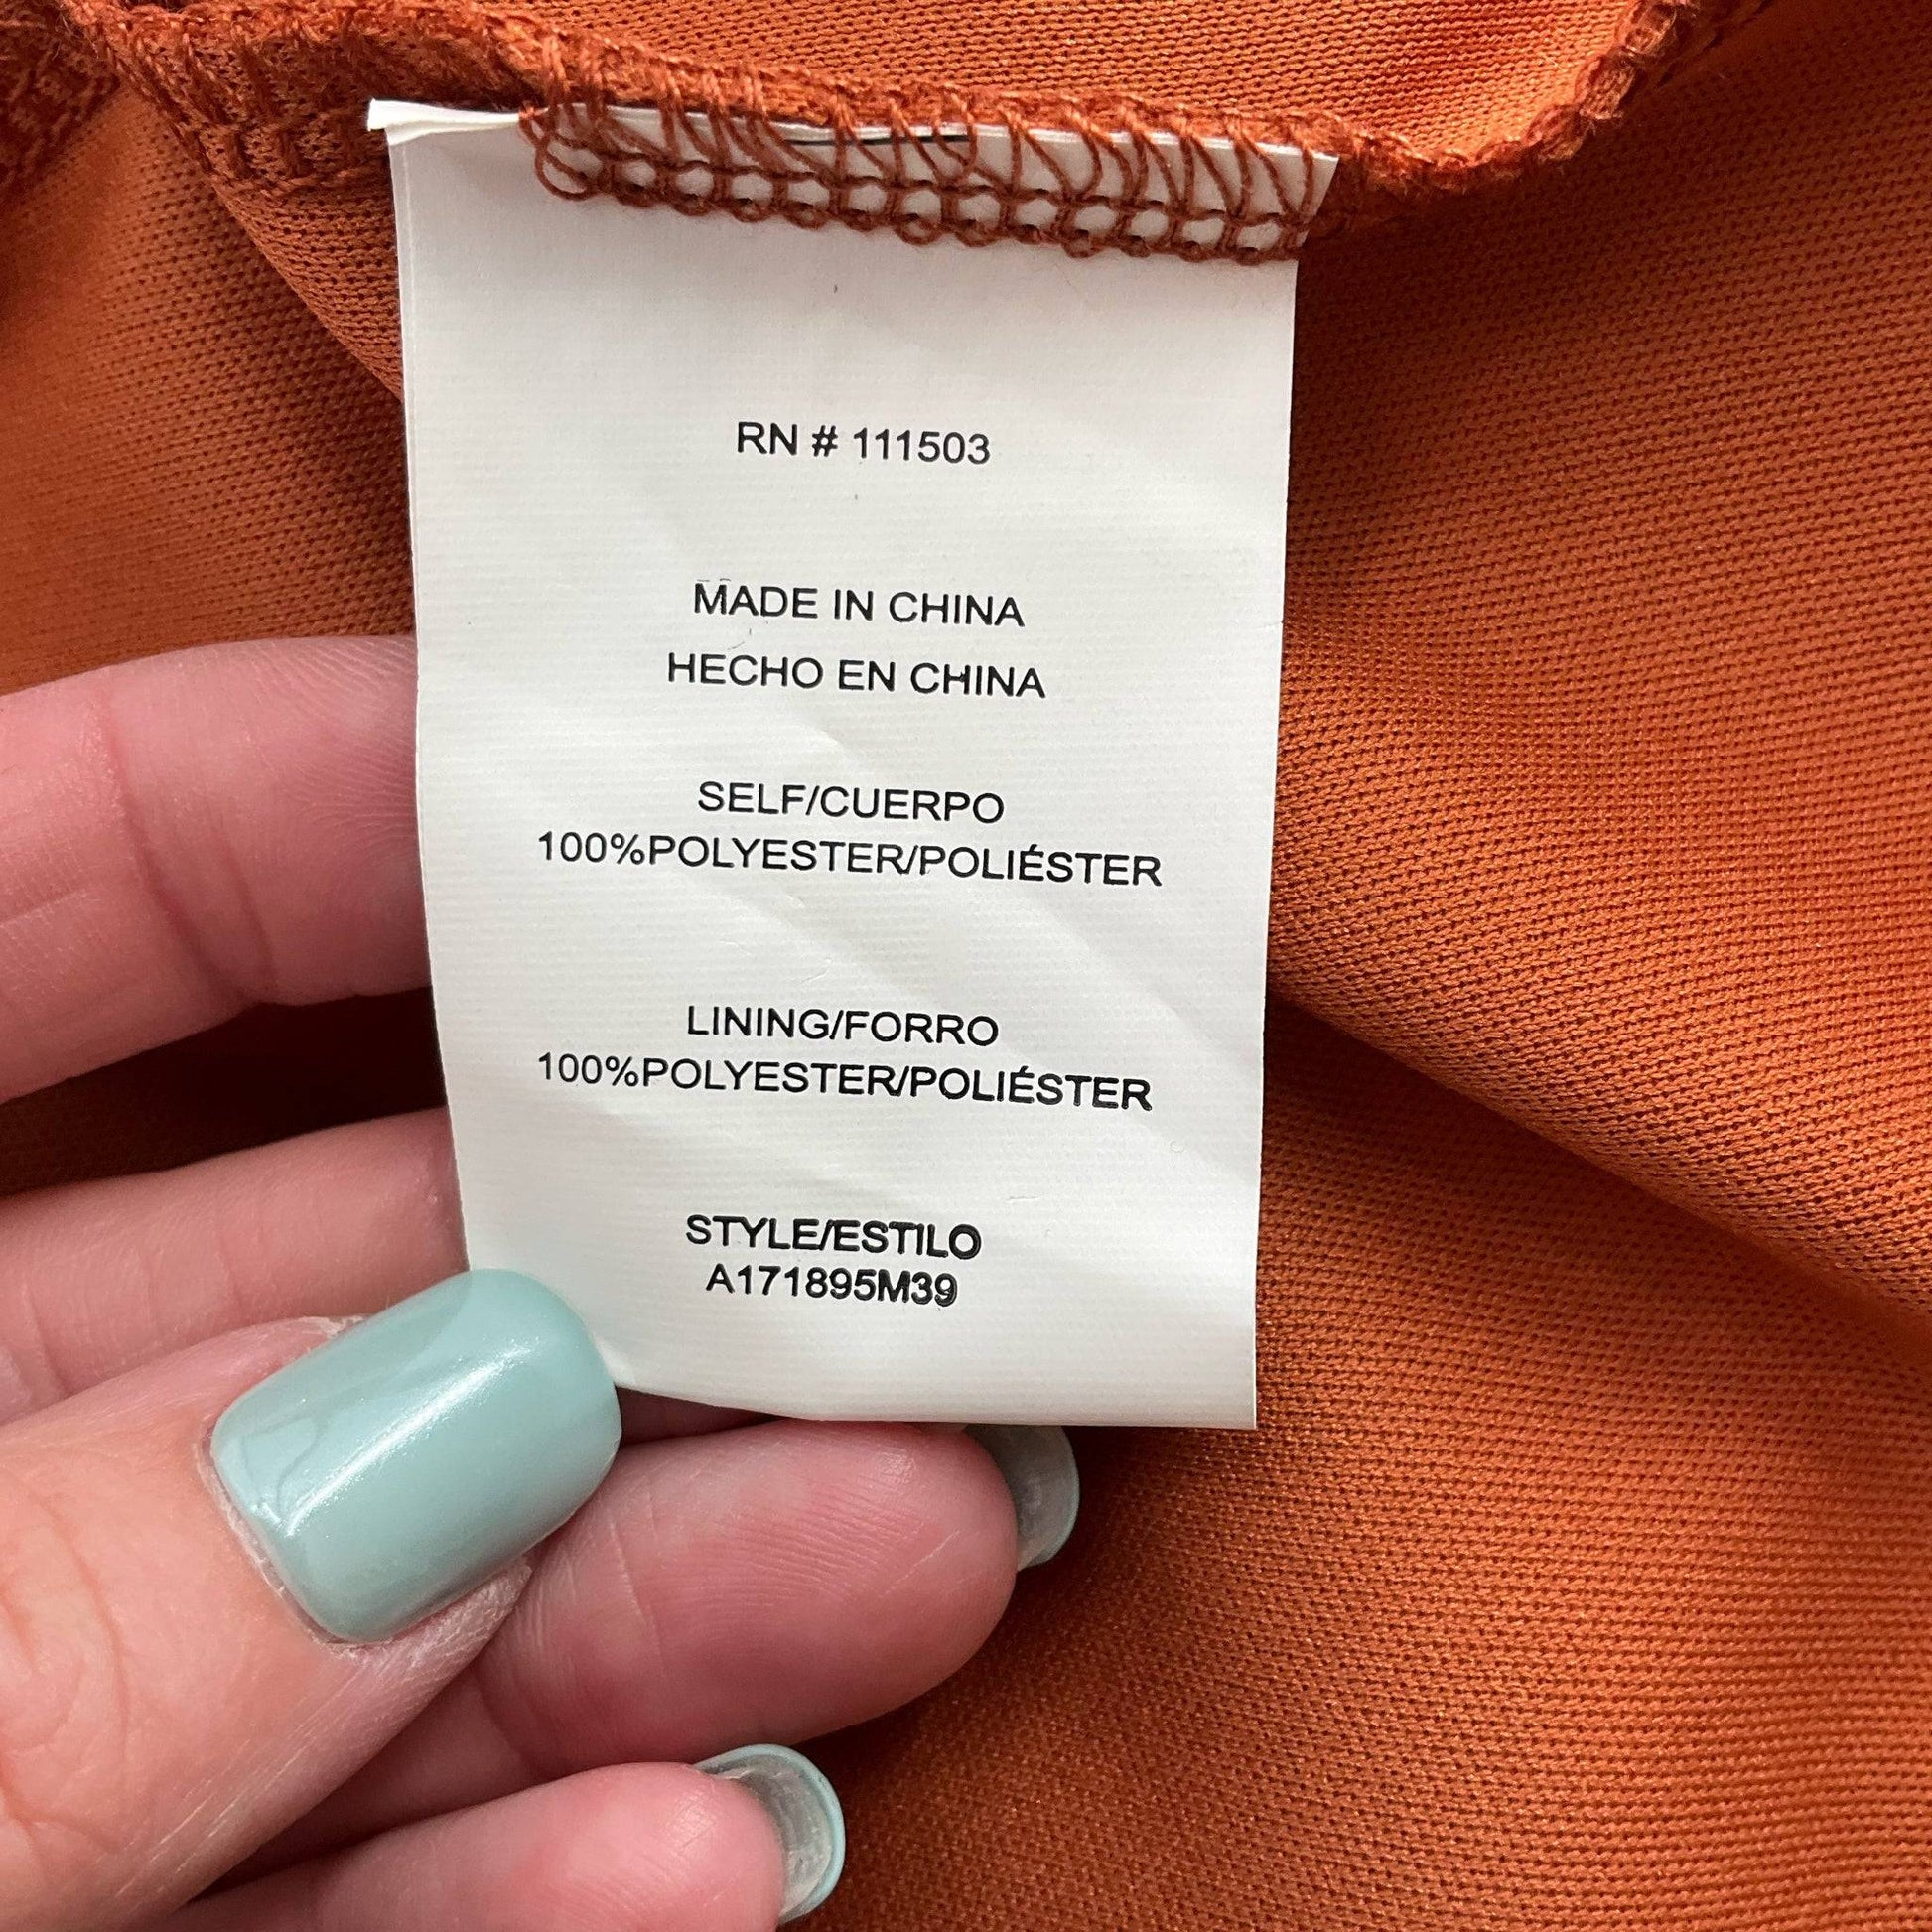 RN # 111503
MADE IN CHINA
HECHO EN CHINA
SELF/CUERPO
100%POLYESTER/POLIÉSTER
LINING/FORRO
100%POLYESTER/POLIÉSTER
STYLE/ESTILO
A171895M39